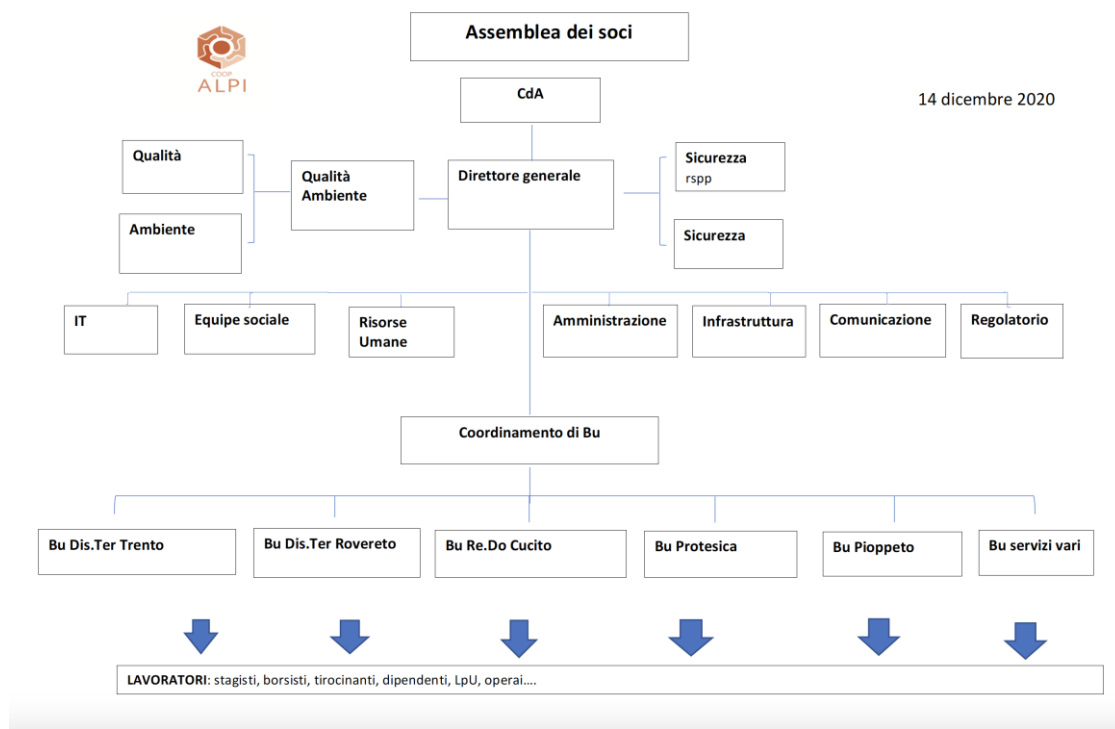 Assemblea dei soci
COOP
ALPI
CdA
14 dicembre 2020
Qualità
Ambiente
Qualità
Ambiente
Direttore generale
Sicurezza
rspp
Sicurezza
IT
Equipe sociale
Risorse
Umane
Amministrazione
Infrastruttura
Comunicazione
Regolatorio
Coordinamento di Bu
Bu Dis.Ter Trento
Bu Dis.Ter Rovereto
Bu Re.Do Cucito
Bu Protesica
Bu Pioppeto
Bu servizi vari
LAVORATORI: stagisti, borsisti, tirocinanti, dipendenti, LpU, operai....